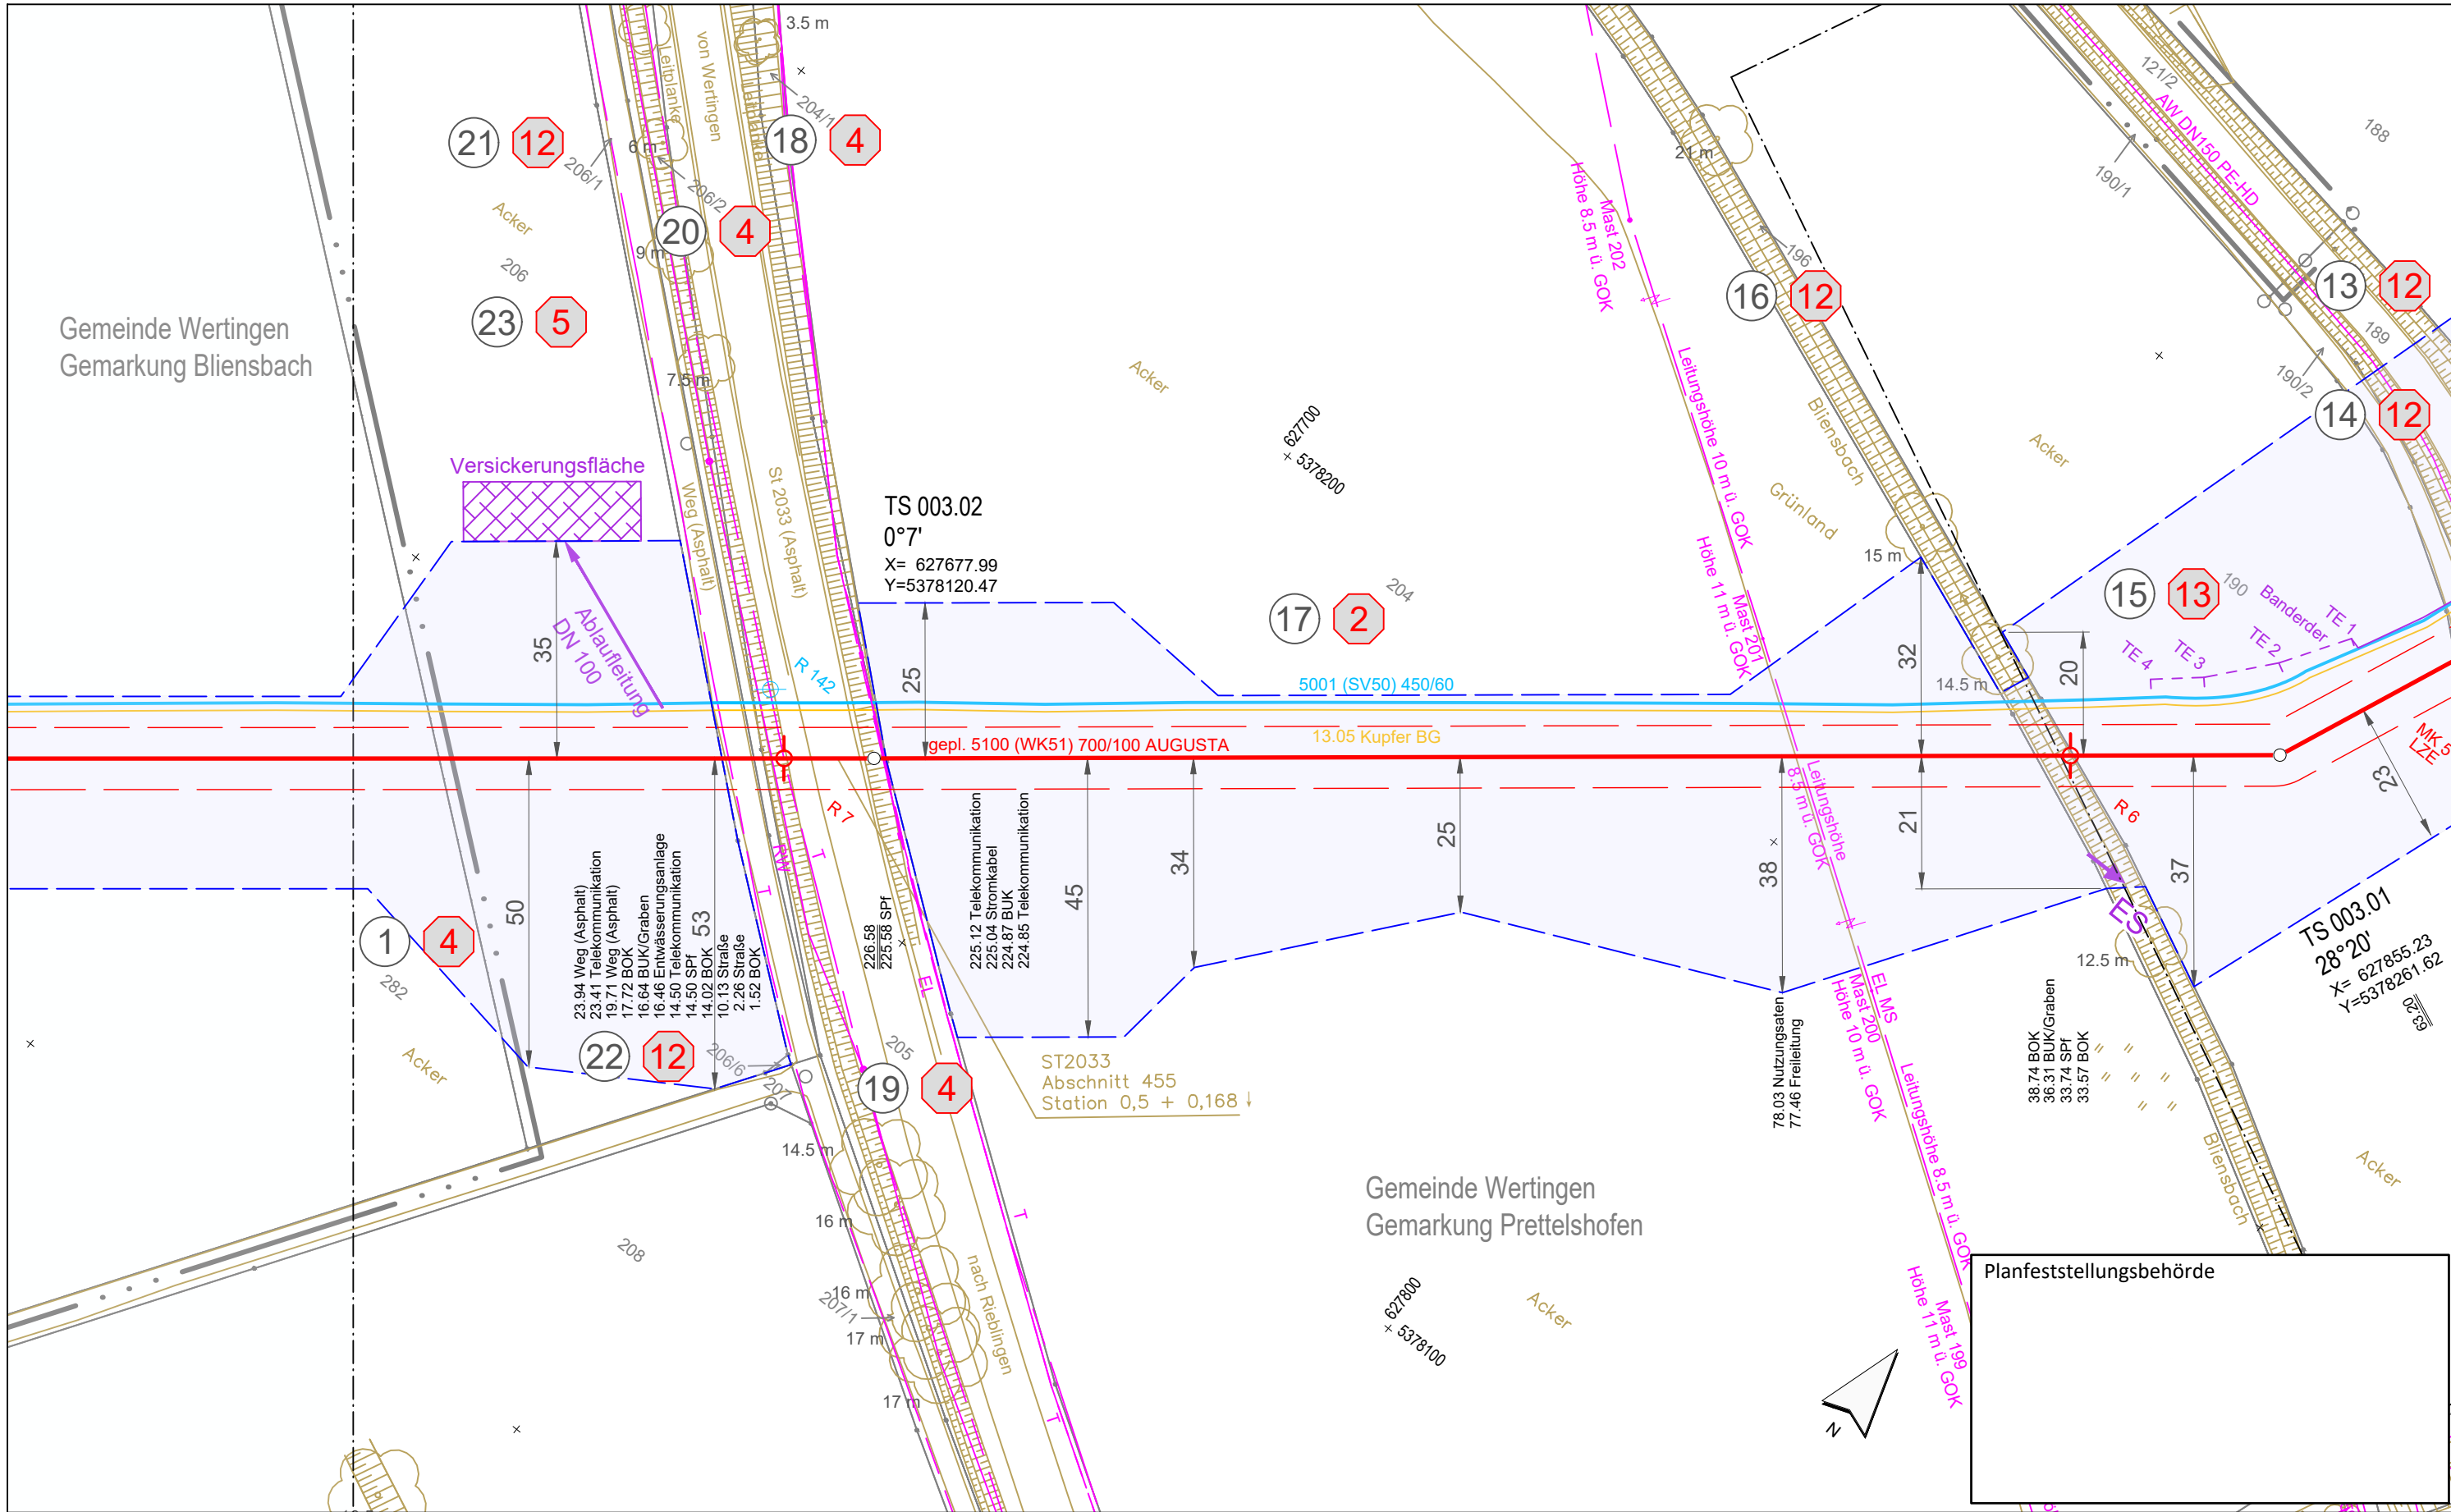 3.5 m
von Wertingen
Leitplanke
204/1
18
4
21
12
206/1
6 m
206/2
20
4
9 m
Acker
206
23
5
Gemeinde Wertingen
Gemarkung Bliensbach
7.5 m
Versickerungsfläche
Weg (Asphalt)
St 2033 (Asphalt)
TS 003.02
0°7'
X= 627677.99
Y=5378120.47
Ablaufleitung
DN 100
35
R 142
25
Acker
627700
+ 5378200
17
2
204
5001 (SV50) 450/60
gepl. 5100 (WK51) 700/100 AUGUSTA
13.05 Kupfer BG
Mast 202
Höhe 8.5 m ü. GOK
Leitungshöhe 10 m ü. GOK
Mast 201
Höhe 11 m ü. GOK
21 m
196
16
12
Bliensbach
Grünland
15 m
Acker
121/2
AW DN150 PE-HD
188
190/1
13
12
189
190/2
14
12
15
13
190
Banderder
TE 1
TE 2
TE 3
TE 4
32
14.5 m
20
MK 5
LZE
23
R 7
R 6
RW
T
T
50
53
23.94 Weg (Asphalt)
23.41 Telekommunikation
19.71 Weg (Asphalt)
17.72 BOK
16.64 BUK/Graben
16.46 Entwässerungsanlage
14.50 Telekommunikation
14.50 SPf
14.02 BOK
10.13 Straße
2.26 Straße
1.52 BOK
226.58
225.58 SPf
225.12 Telekommunikation
225.04 Stromkabel
224.87 BUK
224.85 Telekommunikation
45
34
25
38
21
37
Leitungshöhe
8.5 m ü. GOK
ES
TS 003.01
28°20'
X= 627855.23
Y=5378261.62
63.20
12.5 m
1
4
282
Acker
22
12
206/6
207
205
19
4
EL
ST2033
Abschnitt 455
Station 0,5 + 0,168 ↓
78.03 Nutzungsarten
77.46 Freileitung
EL MS
Mast 200
Höhe 10 m ü. GOK
Leitungshöhe 8.5 m ü. GOK
38.74 BOK
36.31 BUK/Graben
33.74 SPf
33.57 BOK
Bliensbach
Acker
14.5 m
16 m
208
16 m
207/1
17 m
17 m
nach Rieblingen
T
T
Gemeinde Wertingen
Gemarkung Prettelshofen
627800
+ 5378100
Acker
Mast 199
Höhe 11 m ü. GOK
N
Planfeststellungsbehörde